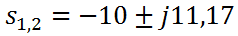 s₁,₂ = −10 ± j11,17